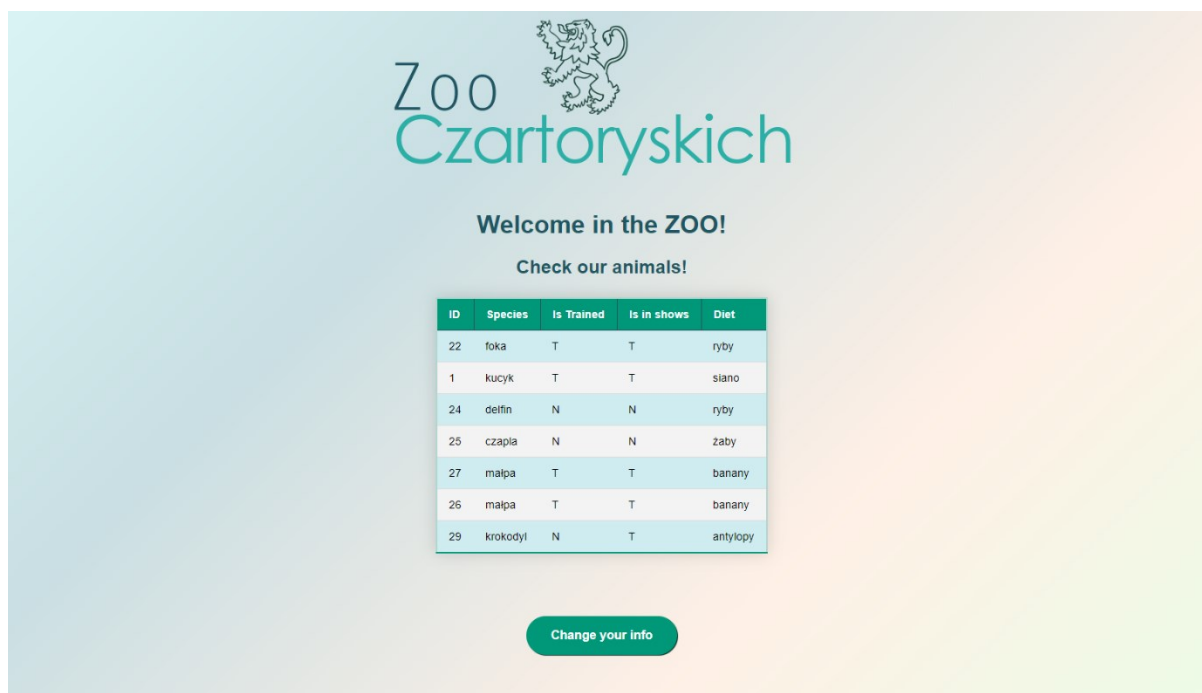 Zoo
Czartoryskich
Welcome in the ZOO!
Check our animals!
ID Species Is Trained Is in shows Diet
22 foka T T ryby
1 kucyk T T siano
24 delfin N N ryby
25 czapla N N żaby
27 małpa T T banany
26 małpa T T banany
29 krokodyl N T antylopy
Change your info